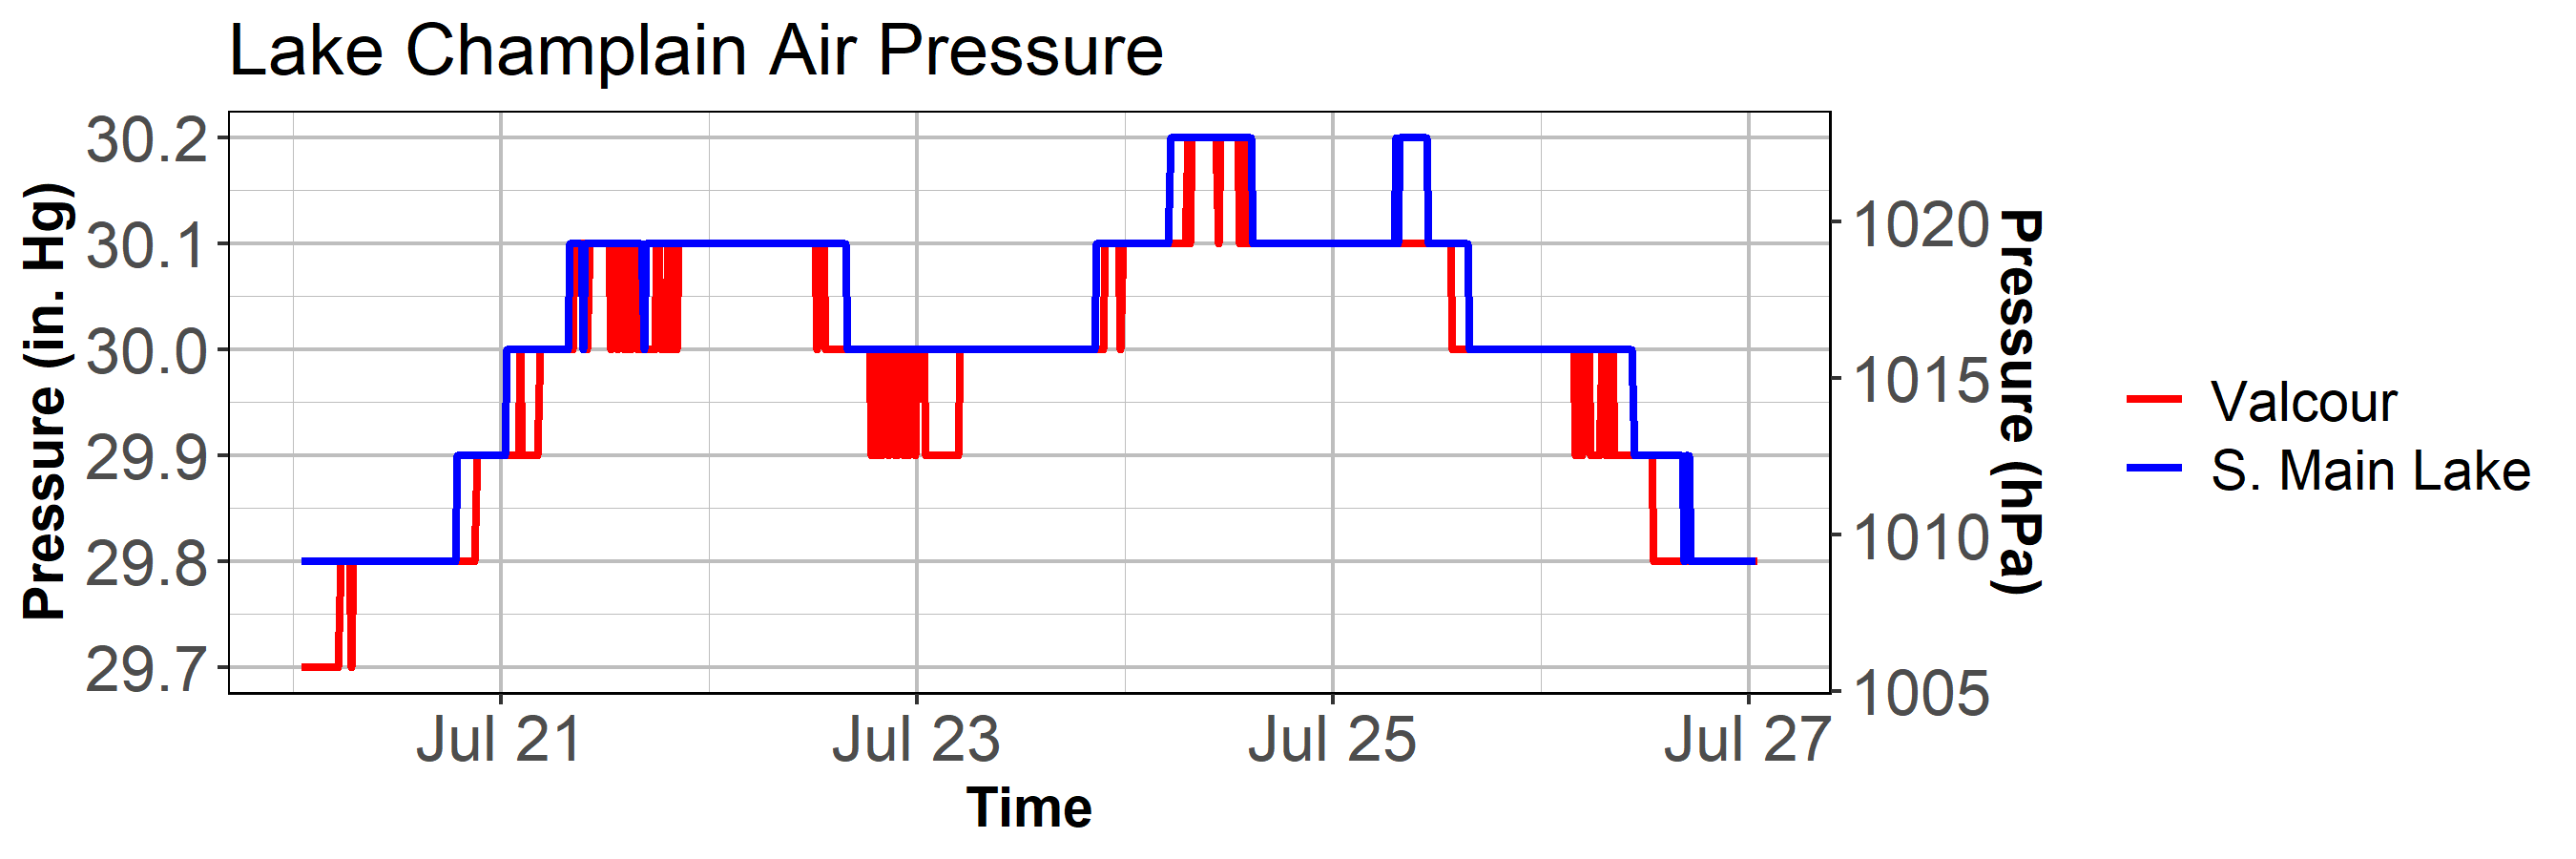 Lake Champlain Air Pressure
30.2
30.1
30.0
29.9
29.8
29.7
Pressure (in. Hg)
1020
1015
1010
1005
Pressure (hPa)
Jul 21
Jul 23
Jul 25
Jul 27
Time
Valcour
S. Main Lake